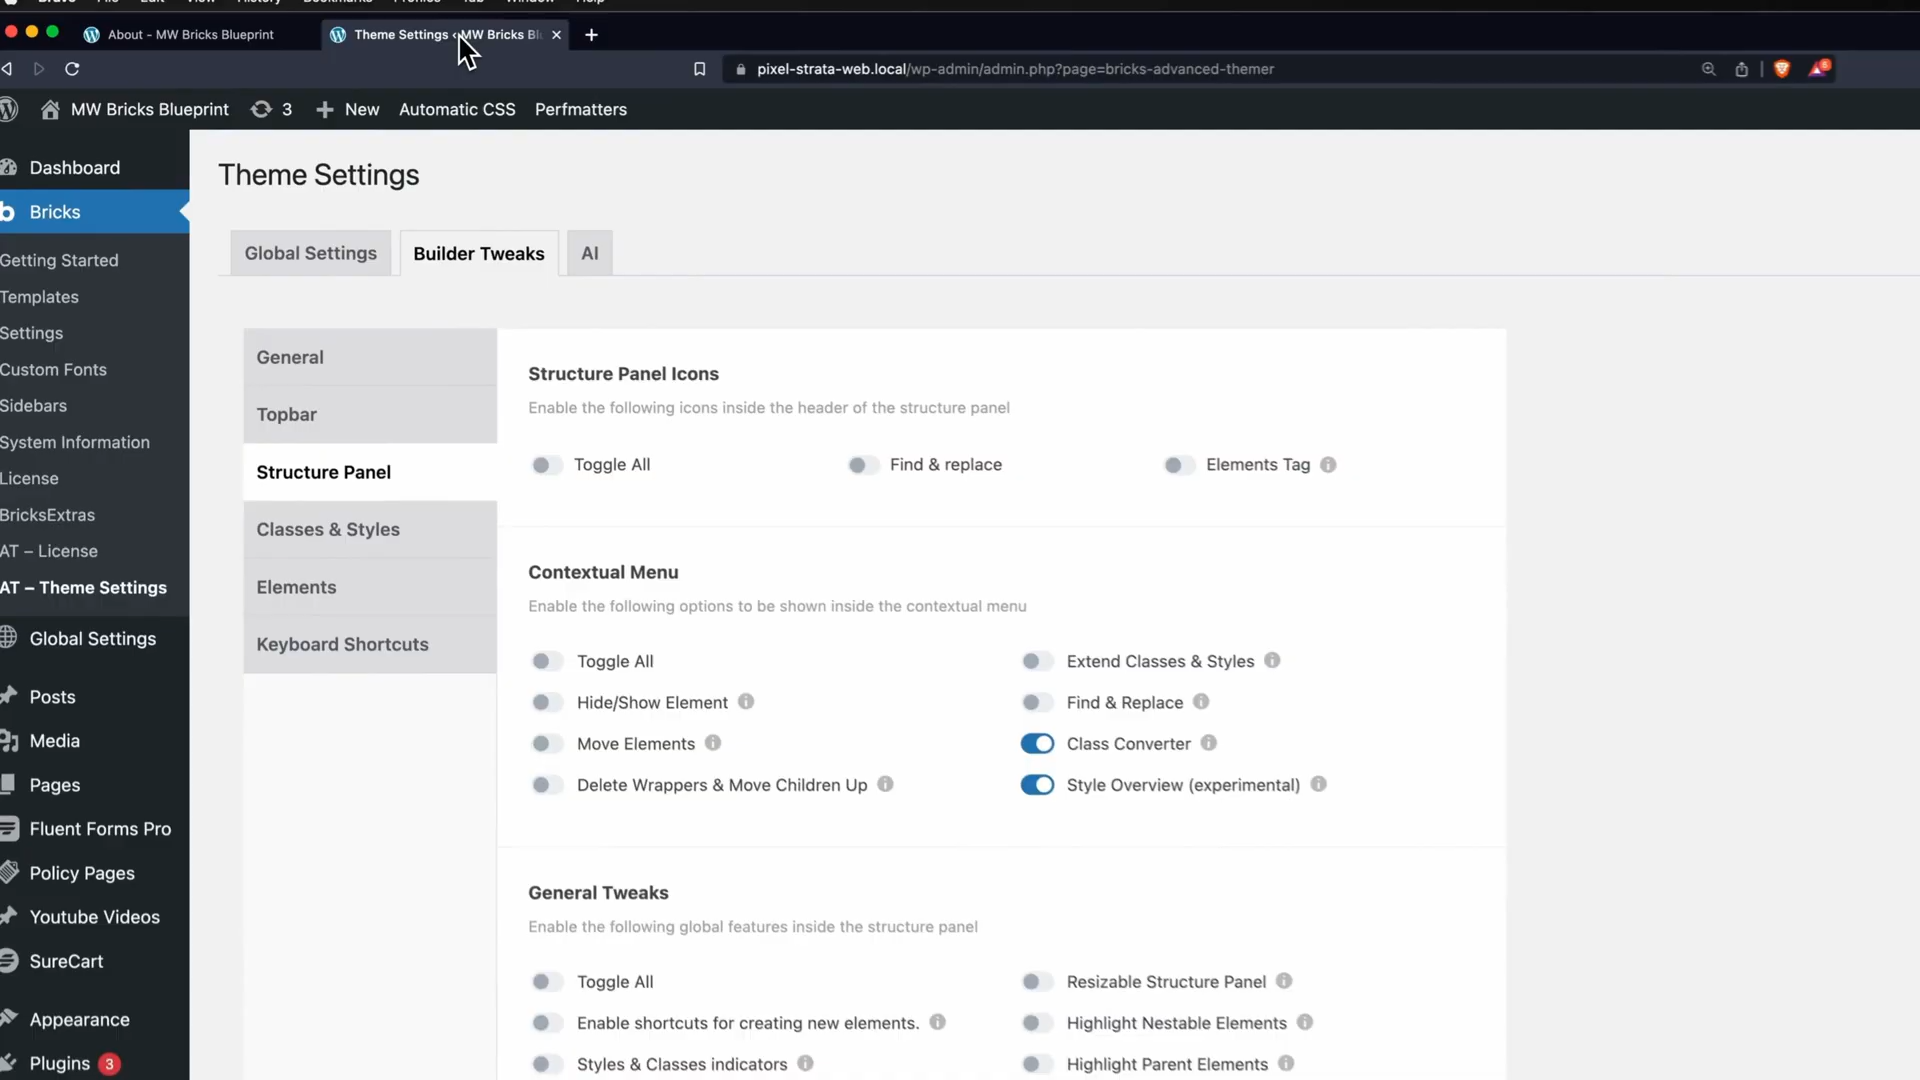 About - MW Bricks Blueprint
Theme Settings ‹ MW Bricks Bl
pixel-strata-web.local/wp-admin/admin.php?page=bricks-advanced-themer
6
MW Bricks Blueprint
3
New
Automatic CSS
Perfmatters
Dashboard
Bricks
Getting Started
Templates
Settings
Custom Fonts
Sidebars
System Information
License
BricksExtras
AT – License
AT – Theme Settings
Global Settings
Posts
Media
Pages
Fluent Forms Pro
Policy Pages
Youtube Videos
SureCart
Appearance
Plugins 3
Theme Settings
Global Settings
Builder Tweaks
AI
General
Topbar
Structure Panel
Classes & Styles
Elements
Keyboard Shortcuts
Structure Panel Icons
Enable the following icons inside the header of the structure panel
Toggle All
Find & replace
Elements Tag
Contextual Menu
Enable the following options to be shown inside the contextual menu
Toggle All
Extend Classes & Styles
Hide/Show Element
Find & Replace
Move Elements
Class Converter
Delete Wrappers & Move Children Up
Style Overview (experimental)
General Tweaks
Enable the following global features inside the structure panel
Toggle All
Resizable Structure Panel
Enable shortcuts for creating new elements.
Highlight Nestable Elements
Styles & Classes indicators
Highlight Parent Elements